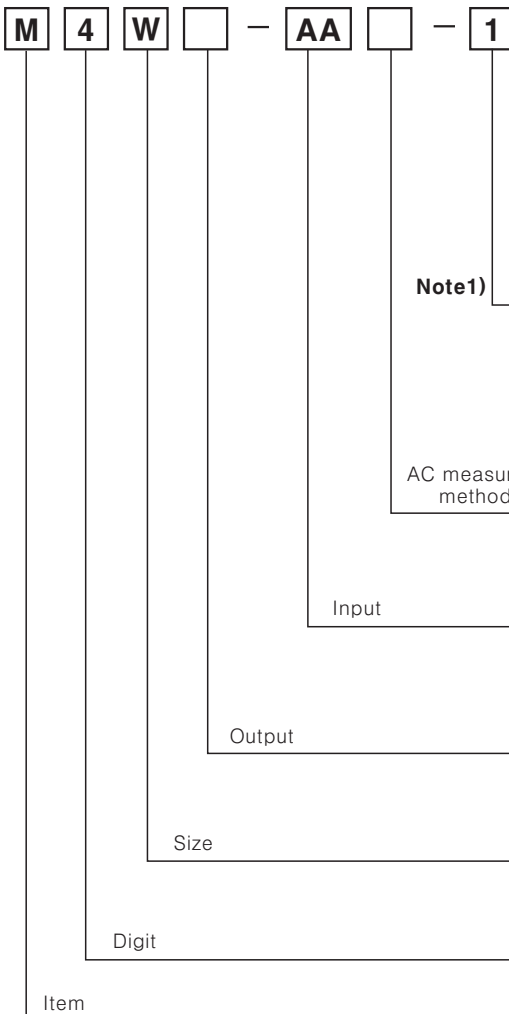 M 4 W – AA – 1
Note1)
AC measur
method
Input
Output
Size
Digit
Item